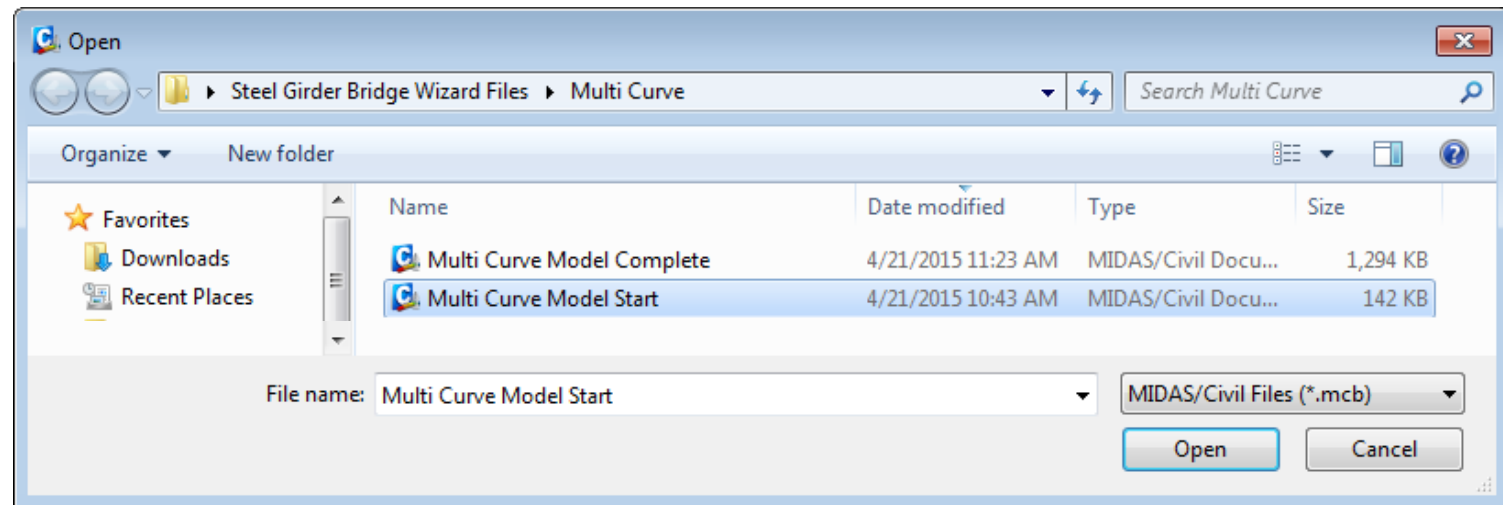 Open
Steel Girder Bridge Wizard Files Multi Curve Search Multi Curve
Organize New folder
Favorites
Downloads
Recent Places
Name Date modified Type Size
Multi Curve Model Complete 4/21/2015 11:23 AM MIDAS/Civil Docu... 1,294 KB
Multi Curve Model Start 4/21/2015 10:43 AM MIDAS/Civil Docu... 142 KB
File name: Multi Curve Model Start MIDAS/Civil Files (*.mcb)
Open Cancel